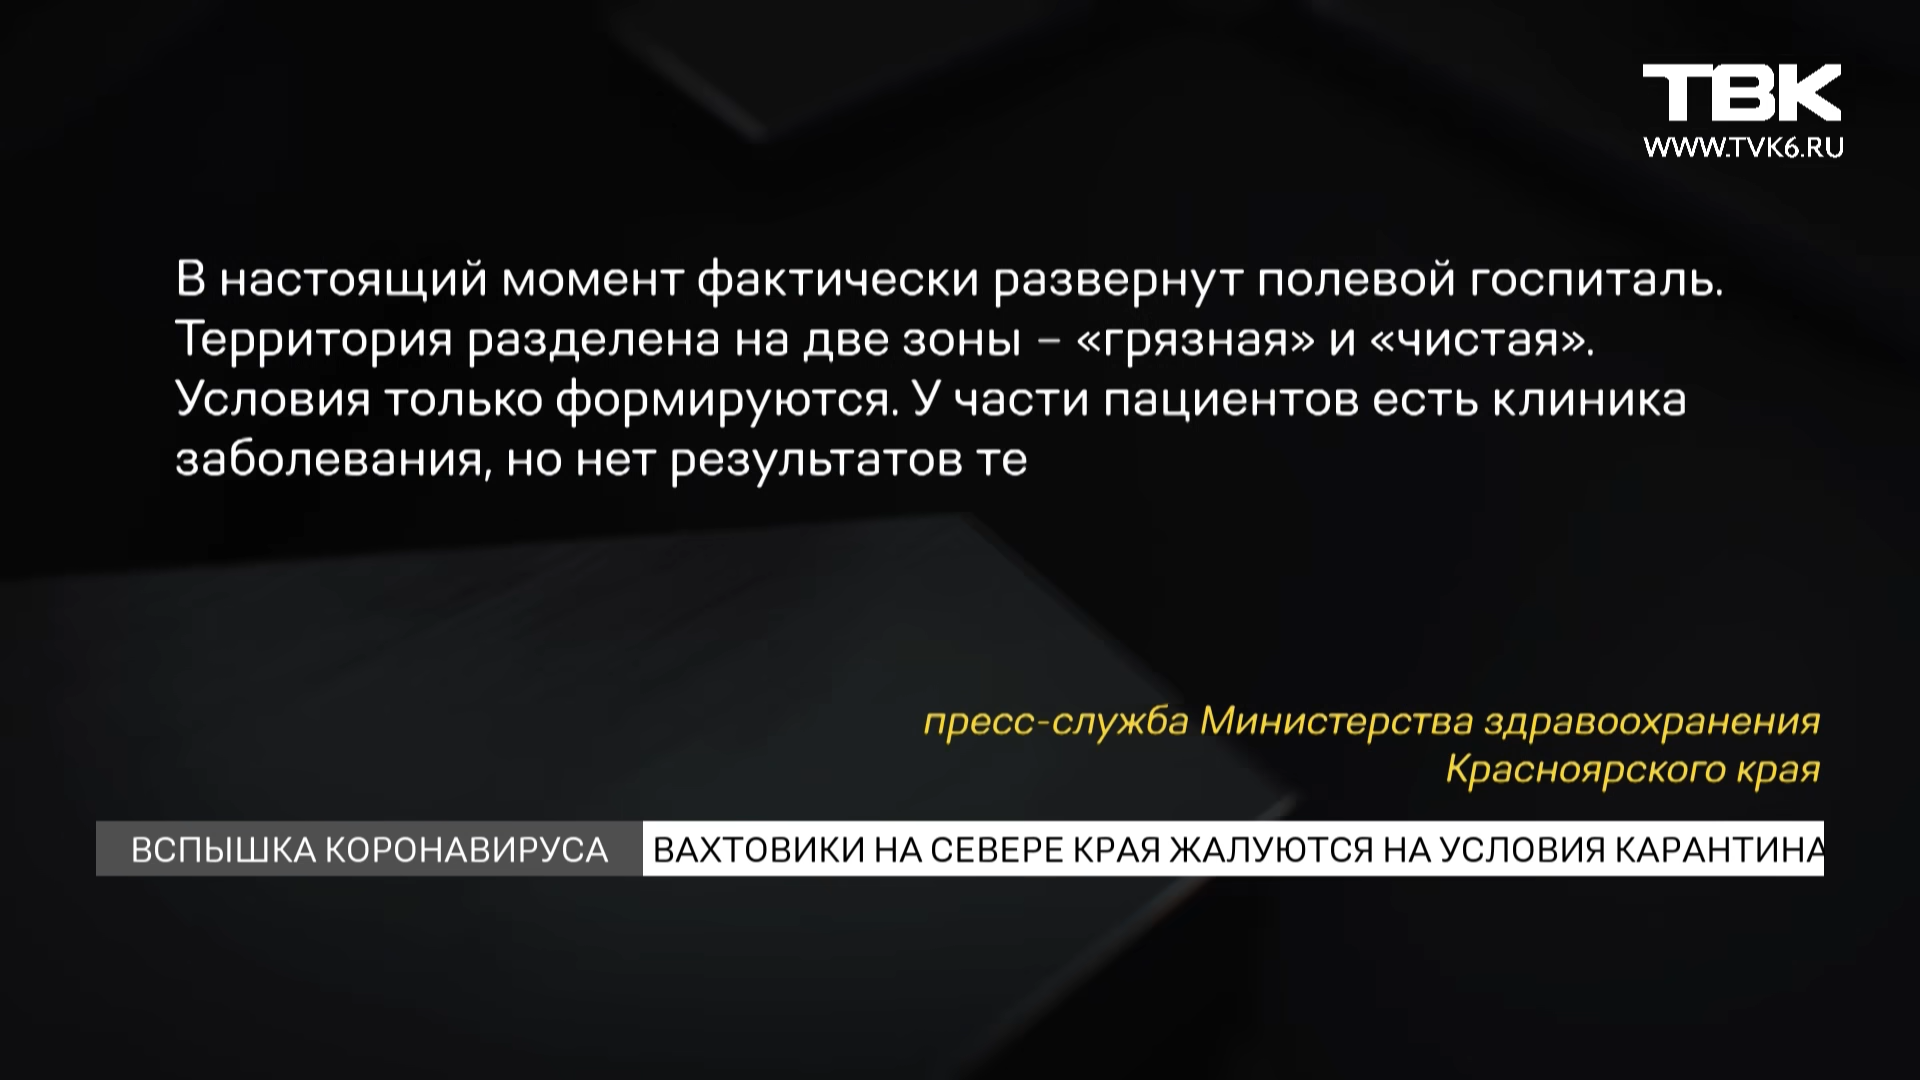 ТВК
WWW.TVK6.RU
В настоящий момент фактически развернут полевой госпиталь.
Территория разделена на две зоны – «грязная» и «чистая».
Условия только формируются. У части пациентов есть клиника
заболевания, но нет результатов те
пресс-служба Министерства здравоохранения
Красноярского края
ВСПЫШКА КОРОНАВИРУСА ВАХТОВИКИ НА СЕВЕРЕ КРАЯ ЖАЛУЮТСЯ НА УСЛОВИЯ КАРАНТИНА